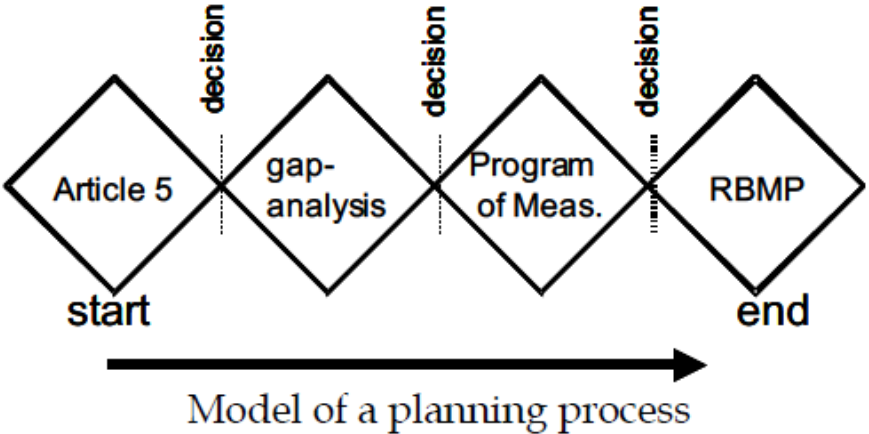 decision
decision
decision
Article 5
gap-
analysis
Program
of Meas.
RBMP
start
end
Model of a planning process